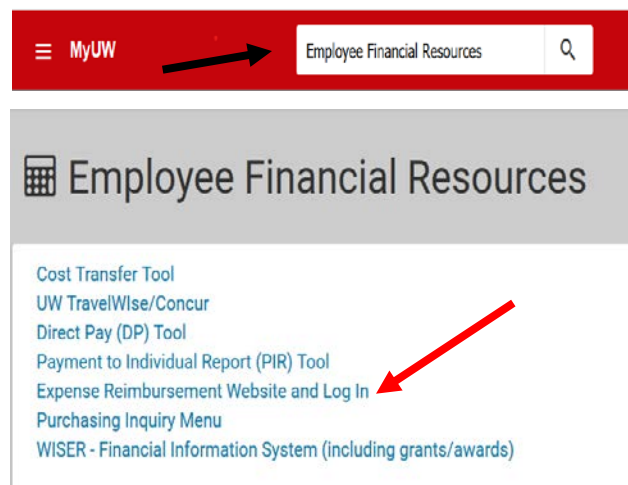 MyUW
Employee Financial Resources
Employee Financial Resources
Cost Transfer Tool
UW TravelWIse/Concur
Direct Pay (DP) Tool
Payment to Individual Report (PIR) Tool
Expense Reimbursement Website and Log In
Purchasing Inquiry Menu
WISER - Financial Information System (including grants/awards)